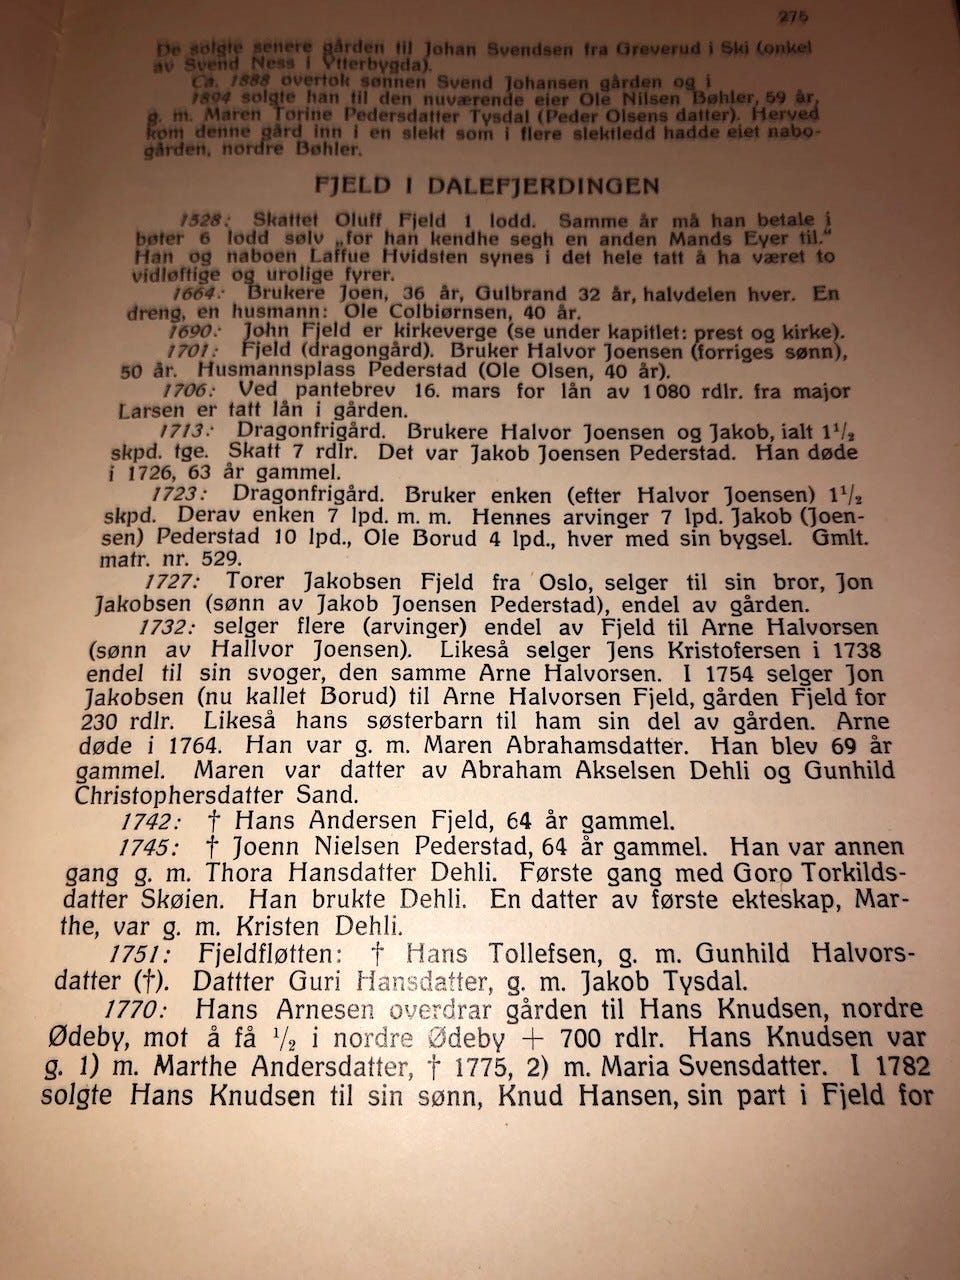 275
De solgte senere gården til Johan Svendsen fra Greverud i Ski (onkel
av Svend Ness i Ytterbygda).
Ca. 1888 overtok sønnen Svend Johansen gården og i
1894 solgte han til den nuværende eier Ole Nilsen Bøhler, 59 år,
g. m. Maren Torine Pedersdatter Tysdal (Peder Olsens datter). Herved
kom denne gård inn i en slekt som i flere slektledd hadde eiet nabo-
gården, nordre Bøhler.
FJELD I DALEFJERDINGEN
1528: Skattet Oluff Fjeld 1 lodd. Samme år må han betale i
bøter 6 lodd sølv „for han kendhe segh en anden Mands Eyer til.“
Han og naboen Laffue Hvidsten synes i det hele tatt å ha været to
vidløftige og urolige fyrer.
1664: Brukere Joen, 36 år, Gulbrand 32 år, halvdelen hver. En
dreng, en husmann: Ole Colbiørnsen, 40 år.
1690: John Fjeld er kirkeverge (se under kapitlet: prest og kirke).
1701: Fjeld (dragongård). Bruker Halvor Joensen (forriges sønn),
50 år. Husmannsplass Pederstad (Ole Olsen, 40 år).
1706: Ved pantebrev 16. mars for lån av 1 080 rdlr. fra major
Larsen er tatt lån i gården.
1713: Dragonfrigård. Brukere Halvor Joensen og Jakob, ialt 1½
skpd. tge. Skatt 7 rdlr. Det var Jakob Joensen Pederstad. Han døde
i 1726, 63 år gammel.
1723: Dragonfrigård. Bruker enken (efter Halvor Joensen) 1½
skpd. Derav enken 7 lpd. m. m. Hennes arvinger 7 lpd. Jakob (Joen-
sen) Pederstad 10 lpd., Ole Borud 4 lpd., hver med sin bygsel. Gmlt.
matr. nr. 529.
1727: Torer Jakobsen Fjeld fra Oslo, selger til sin bror, Jon
Jakobsen (sønn av Jakob Joensen Pederstad), endel av gården.
1732: selger flere (arvinger) endel av Fjeld til Arne Halvorsen
(sønn av Hallvor Joensen). Likeså selger Jens Kristofersen i 1738
endel til sin svoger, den samme Arne Halvorsen. I 1754 selger Jon
Jakobsen (nu kallet Borud) til Arne Halvorsen Fjeld, gården Fjeld for
230 rdlr. Likeså hans søsterbarn til ham sin del av gården. Arne
døde i 1764. Han var g. m. Maren Abrahamsdatter. Han blev 69 år
gammel. Maren var datter av Abraham Akselsen Dehli og Gunhild
Christophersdatter Sand.
1742: † Hans Andersen Fjeld, 64 år gammel.
1745: † Joenn Nielsen Pederstad, 64 år gammel. Han var annen
gang g. m. Thora Hansdatter Dehli. Første gang med Goro Torkilds-
datter Skøien. Han brukte Dehli. En datter av første ekteskap, Mar-
the, var g. m. Kristen Dehli.
1751: Fjeldfløtten: † Hans Tollefsen, g. m. Gunhild Halvors-
datter (†). Dattter Guri Hansdatter, g. m. Jakob Tysdal.
1770: Hans Arnesen overdrar gården til Hans Knudsen, nordre
Ødeby, mot å få ½ i nordre Ødeby + 700 rdlr. Hans Knudsen var
g. 1) m. Marthe Andersdatter, † 1775, 2) m. Maria Svensdatter. I 1782
solgte Hans Knudsen til sin sønn, Knud Hansen, sin part i Fjeld for